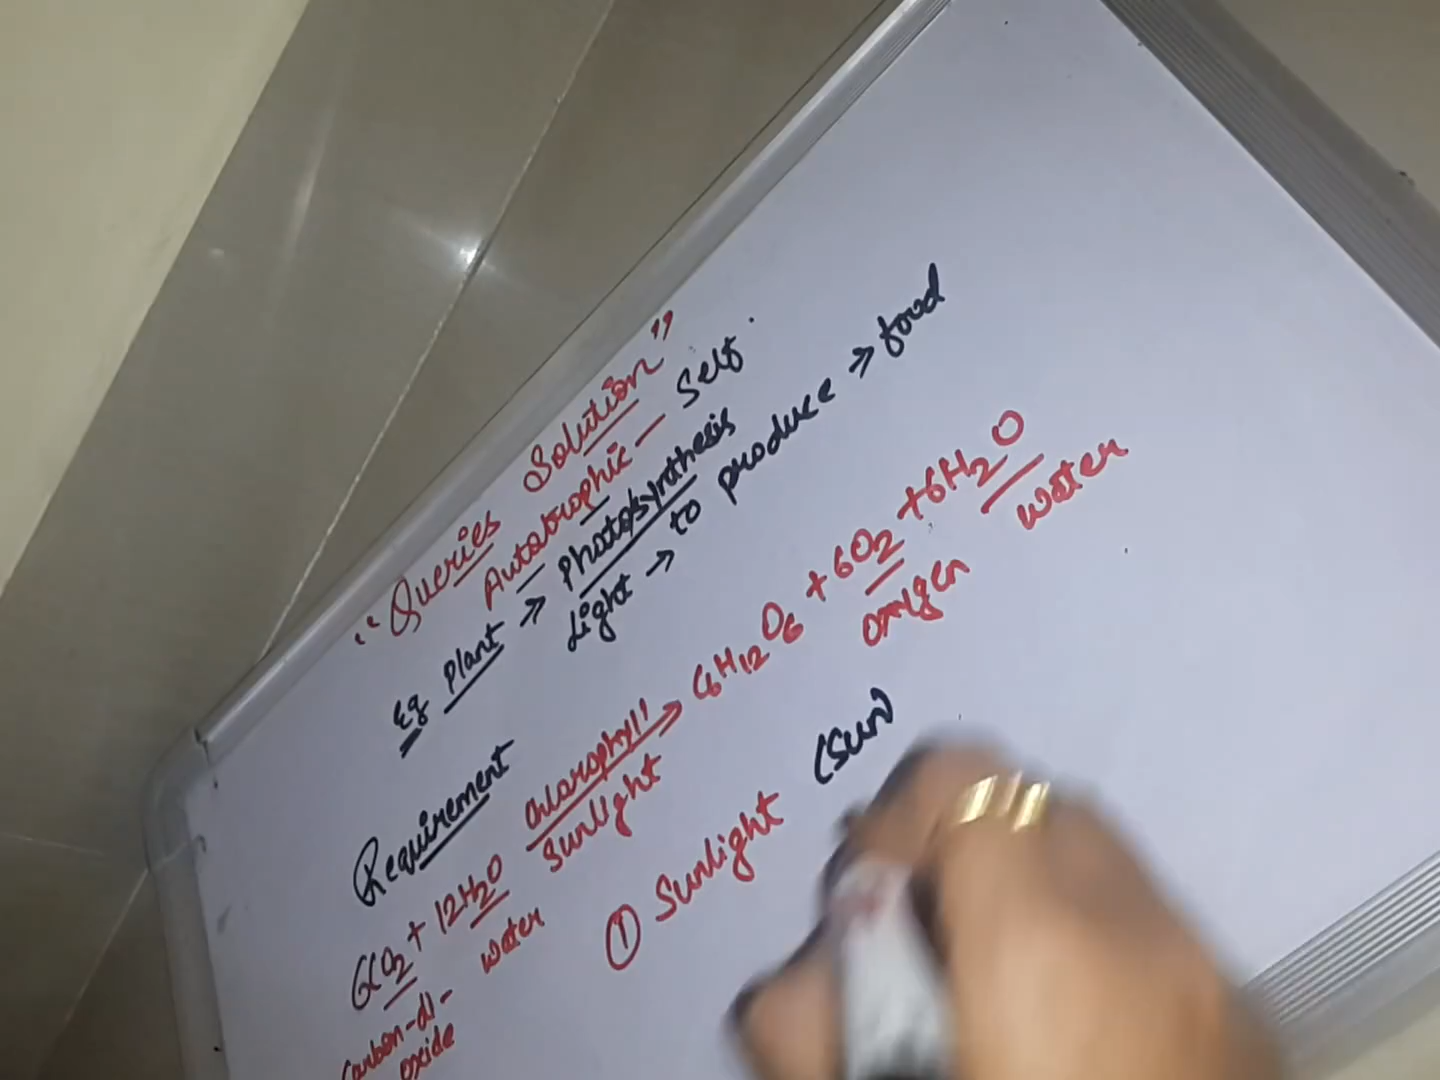 "Queries Solution"
Autotrophic - Self.
Eg Plant => Photosynthesis
Light → to produce => food
Requirement
6CO2 + 12H2O Chlorophyll → C6H12O6 + 6O2 + 6H2O
Sunlight
Carbon-di-oxide water oxygen water
① Sunlight (Sun)